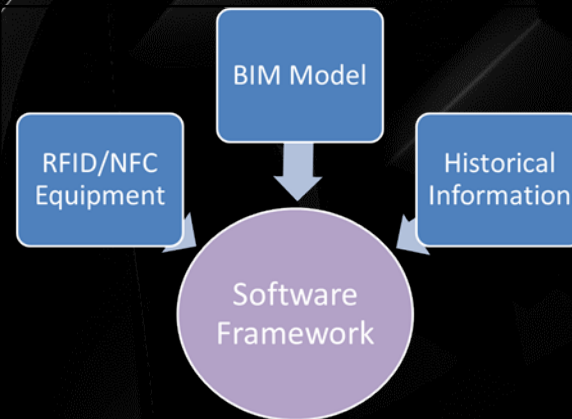 BIM Model
RFID/NFC
Equipment
Historical
Information
Software
Framework